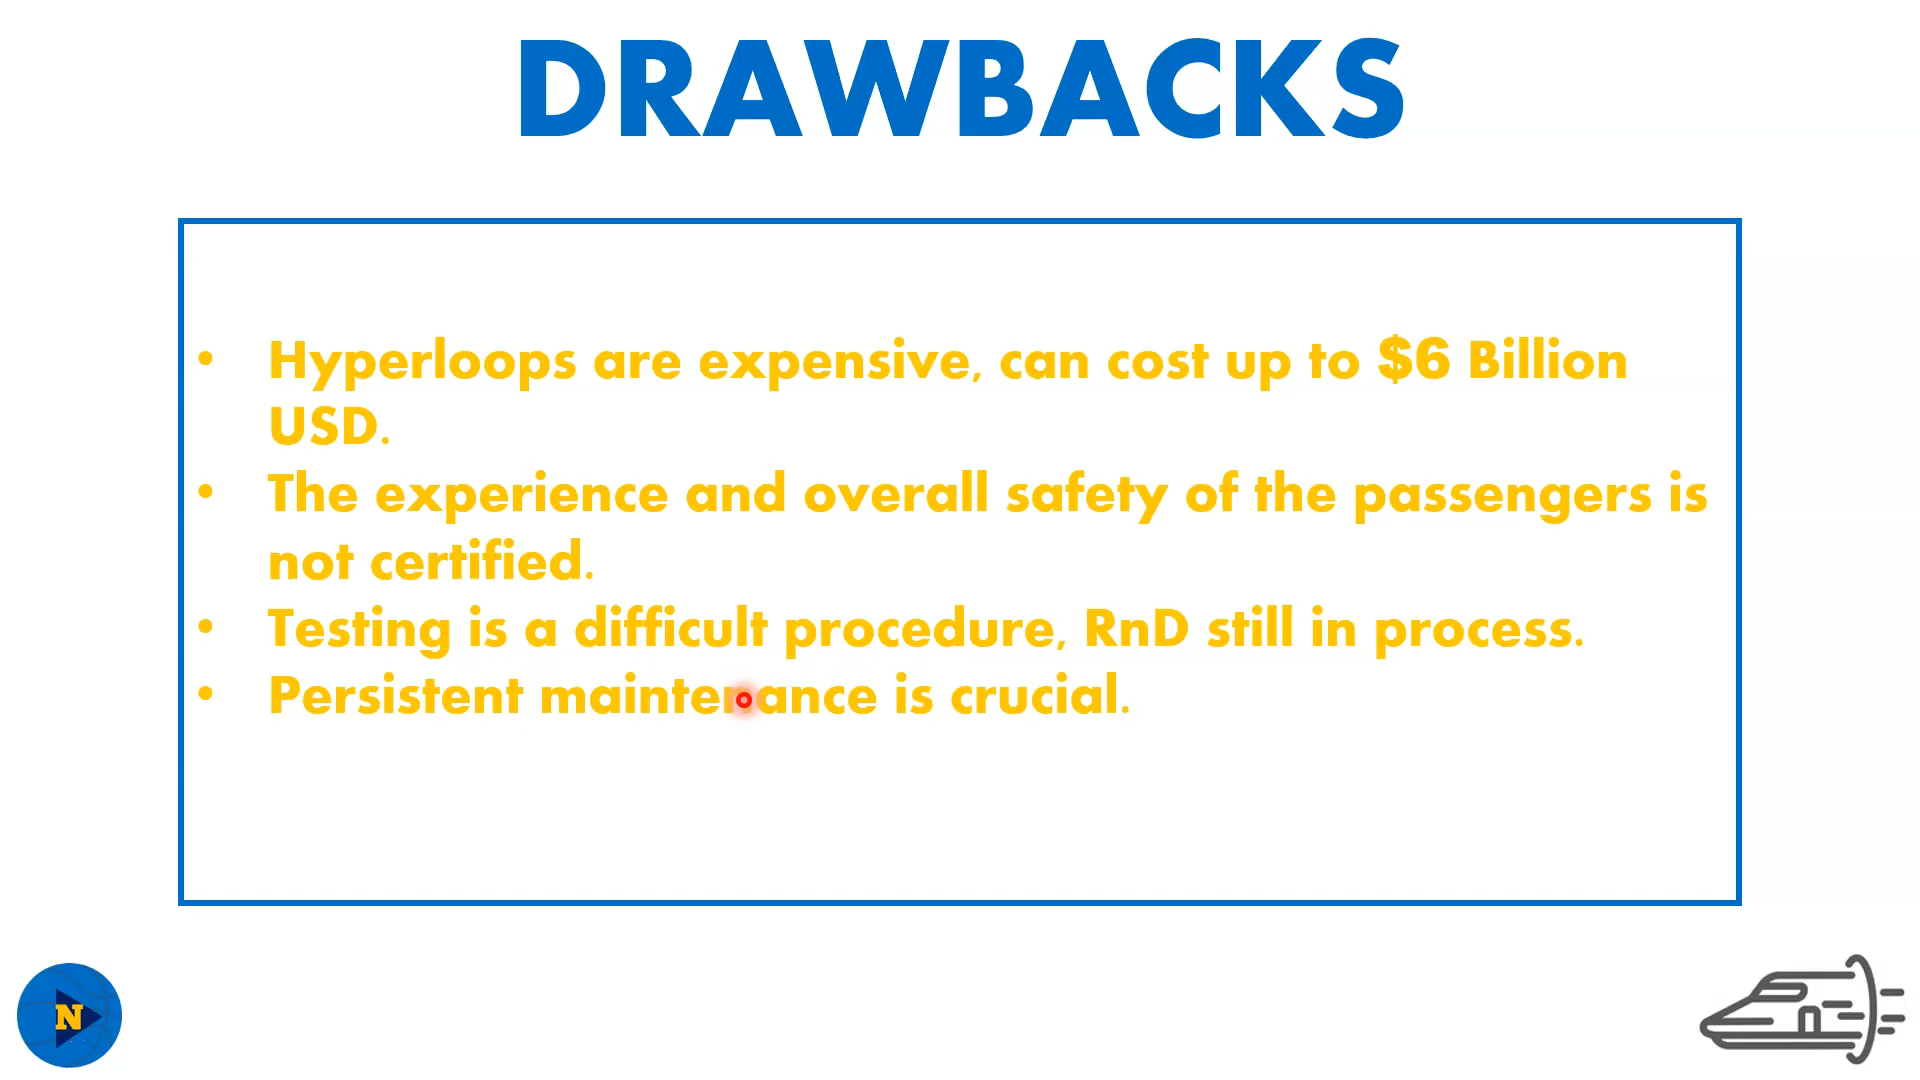 DRAWBACKS
• Hyperloops are expensive, can cost up to $6 Billion
USD.
• The experience and overall safety of the passengers is
not certified.
• Testing is a difficult procedure, RnD still in process.
• Persistent maintenance is crucial.
N